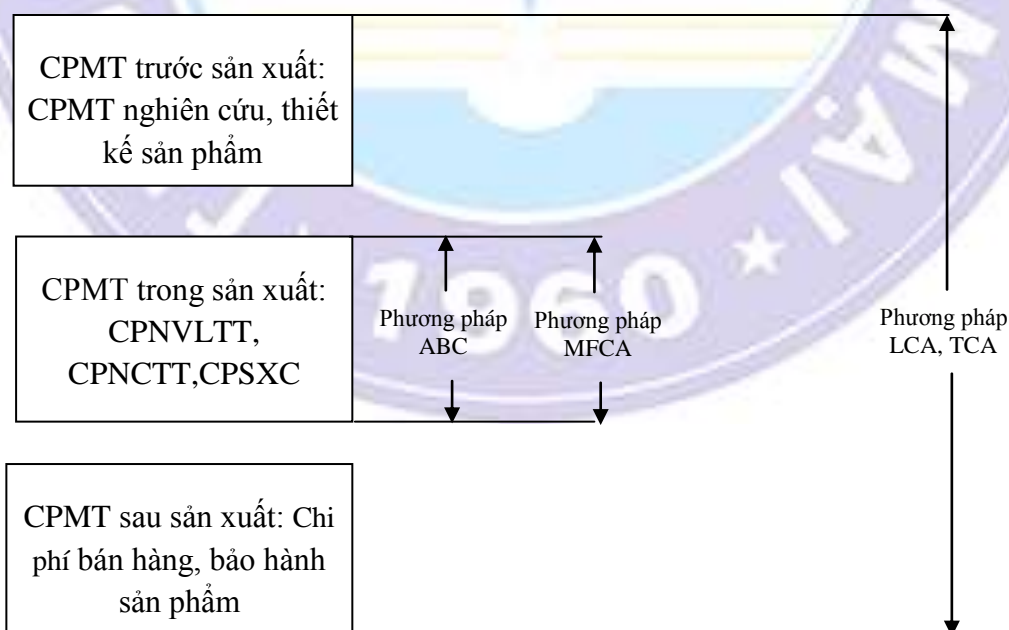 CPMT trước sản xuất:
CPMT nghiên cứu, thiết
kế sản phẩm
CPMT trong sản xuất:
CPNVLTT,
CPNCTT,CPSXC
Phương pháp
ABC
Phương pháp
MFCA
Phương pháp
LCA, TCA
CPMT sau sản xuất: Chi
phí bán hàng, bảo hành
sản phẩm
1960
MẠI